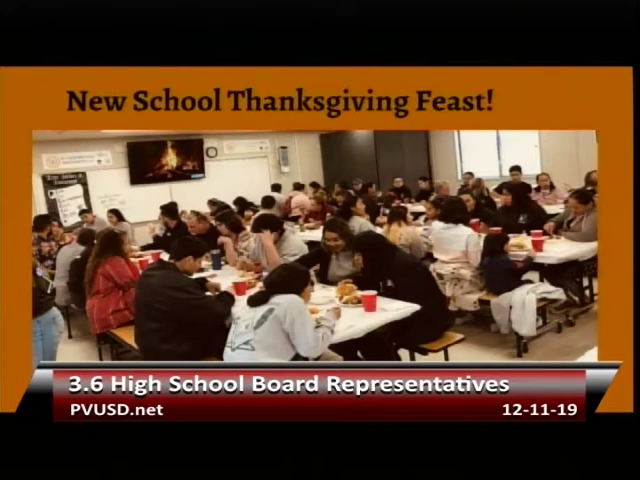 New School Thanksgiving Feast!
3.6 High School Board Representatives
PVUSD.net
12-11-19